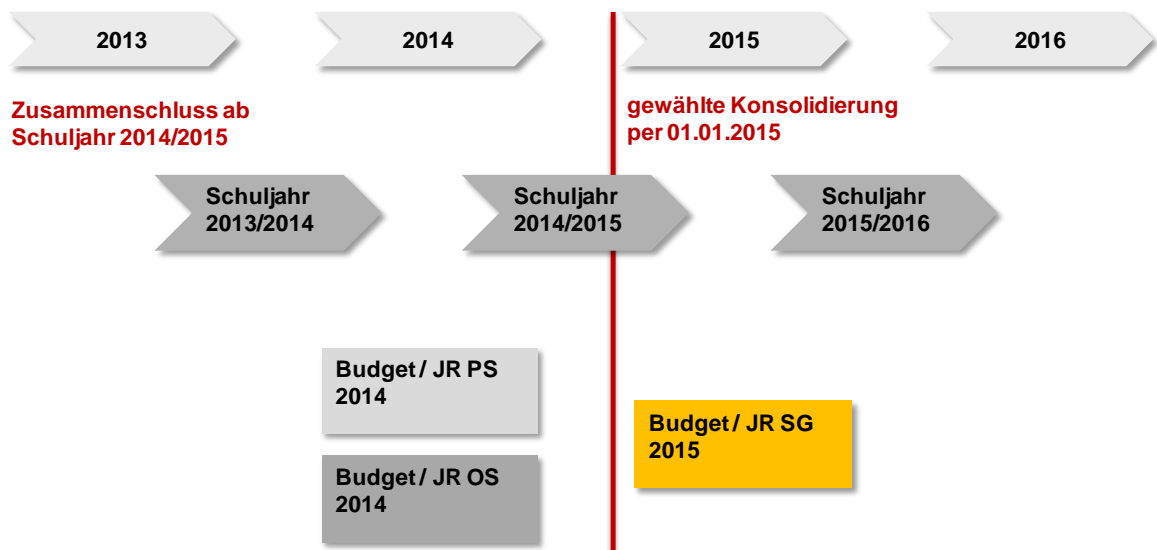 2013
2014
2015
2016
Zusammenschluss ab
Schuljahr 2014/2015
gewählte Konsolidierung
per 01.01.2015
Schuljahr
2013/2014
Schuljahr
2014/2015
Schuljahr
2015/2016
Budget / JR PS
2014
Budget / JR SG
2015
Budget / JR OS
2014